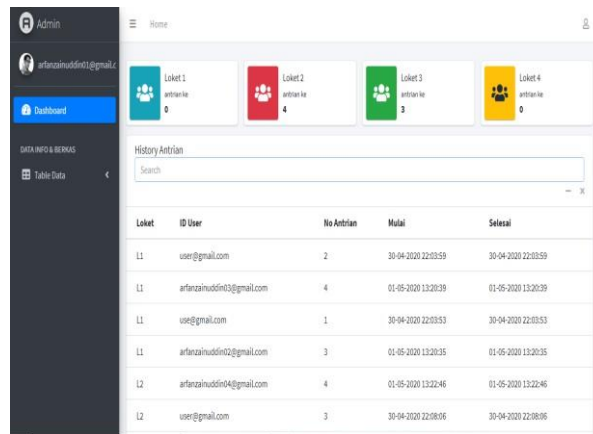 Admin
Home
arfanzainuddin01@gmail.c
Dashboard
DATA INFO & BERKAS
Table Data
Loket 1
antrian ke
0
Loket 2
antrian ke
4
Loket 3
antrian ke
3
Loket 4
antrian ke
0
History Antrian
Search
Loket ID User No Antrian Mulai Selesai
L1 user@gmail.com 2 30-04-2020 22:03:59 30-04-2020 22:03:59
L1 arfanzainuddin03@gmail.com 4 01-05-2020 13:20:39 01-05-2020 13:20:39
L1 use@gmail.com 1 30-04-2020 22:03:53 30-04-2020 22:03:53
L1 arfanzainuddin02@gmail.com 3 01-05-2020 13:20:35 01-05-2020 13:20:35
L2 arfanzainuddin04@gmail.com 4 01-05-2020 13:22:46 01-05-2020 13:22:46
L2 user@gmail.com 3 30-04-2020 22:08:06 30-04-2020 22:08:06